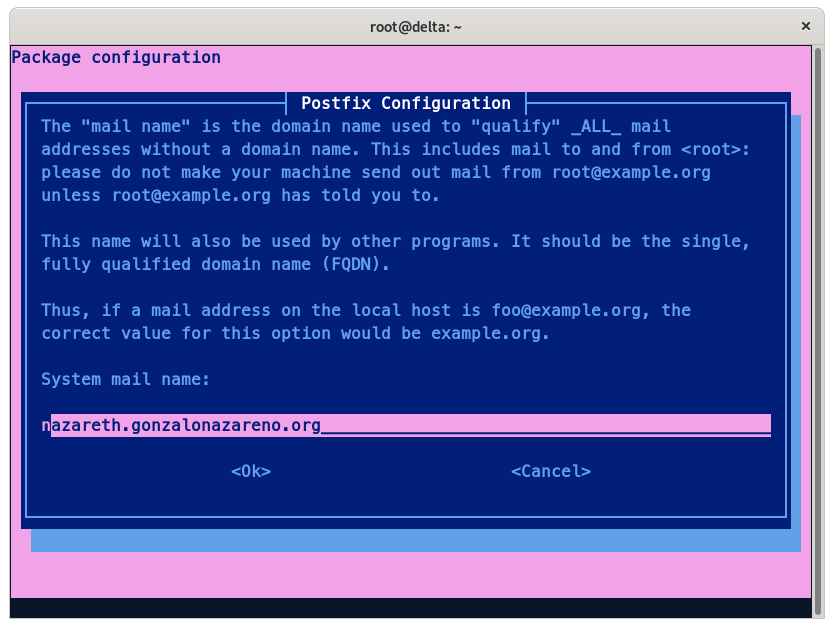 root@delta: ~
×
Package configuration
Postfix Configuration
The "mail name" is the domain name used to "qualify" _ALL_ mail
addresses without a domain name. This includes mail to and from <root>:
please do not make your machine send out mail from root@example.org
unless root@example.org has told you to.
This name will also be used by other programs. It should be the single,
fully qualified domain name (FQDN).
Thus, if a mail address on the local host is foo@example.org, the
correct value for this option would be example.org.
System mail name:
nazareth.gonzalonazareno.org_____________________________________________
<Ok> <Cancel>